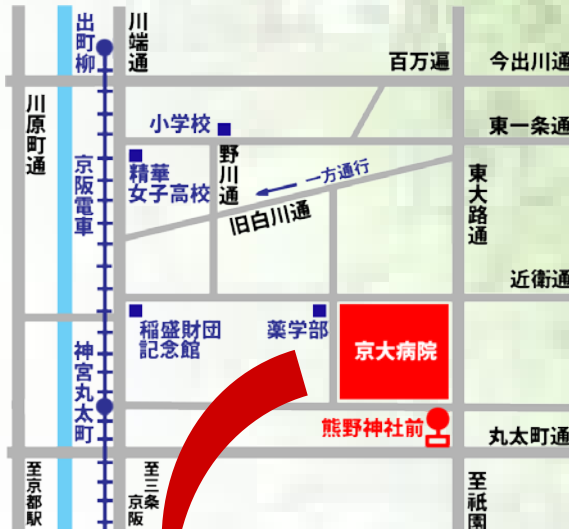 出町柳
川端通
百万遍
今出川通
川原町通
小学校
東一条通
精華
女子高校
野川通
一方通行
旧白川通
東大路通
京阪電車
近衛通
稲盛財団
記念館
薬学部
京大病院
神宮丸太町
熊野神社前
丸太町通
至京都駅
至三条
京阪
至祇園